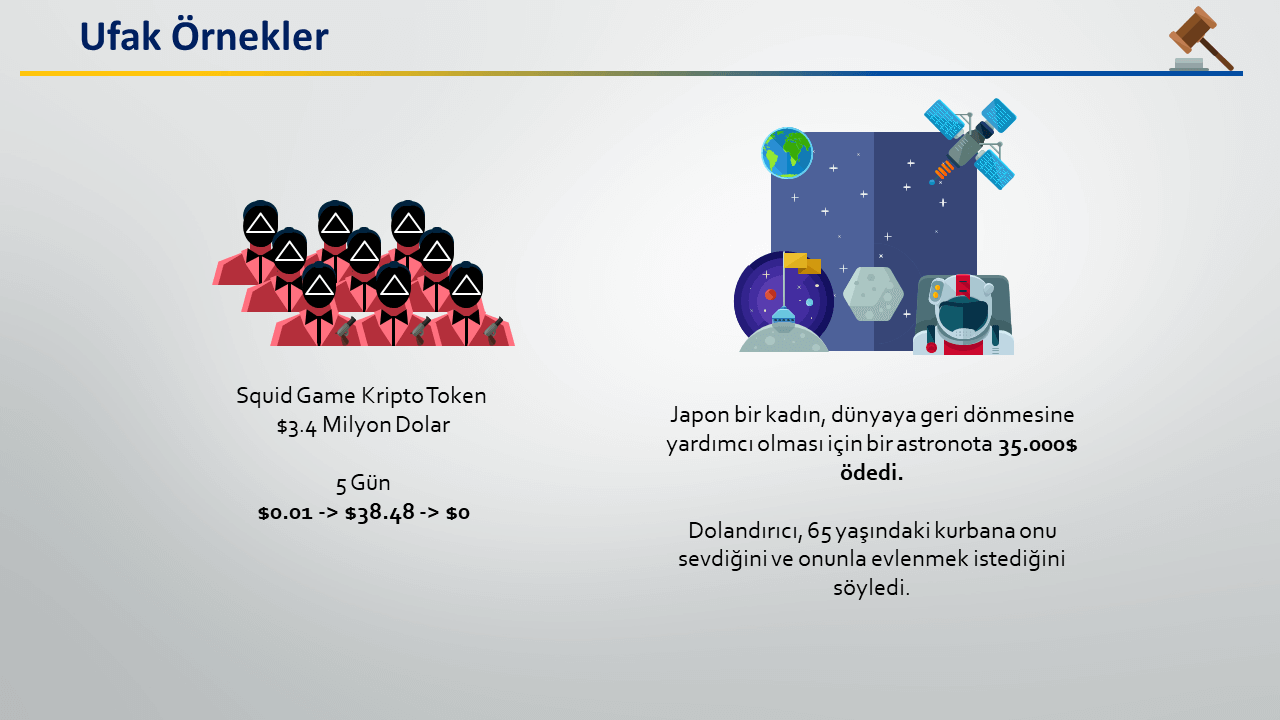 Ufak Örnekler
Squid Game Kripto Token
$3.4 Milyon Dolar
5 Gün
$0.01 -> $38.48 -> $0
Japon bir kadın, dünyaya geri dönmesine
yardımcı olması için bir astronota 35.000$
ödedi.
Dolandırıcı, 65 yaşındaki kurbana onu
sevdiğini ve onunla evlenmek istediğini
söyledi.